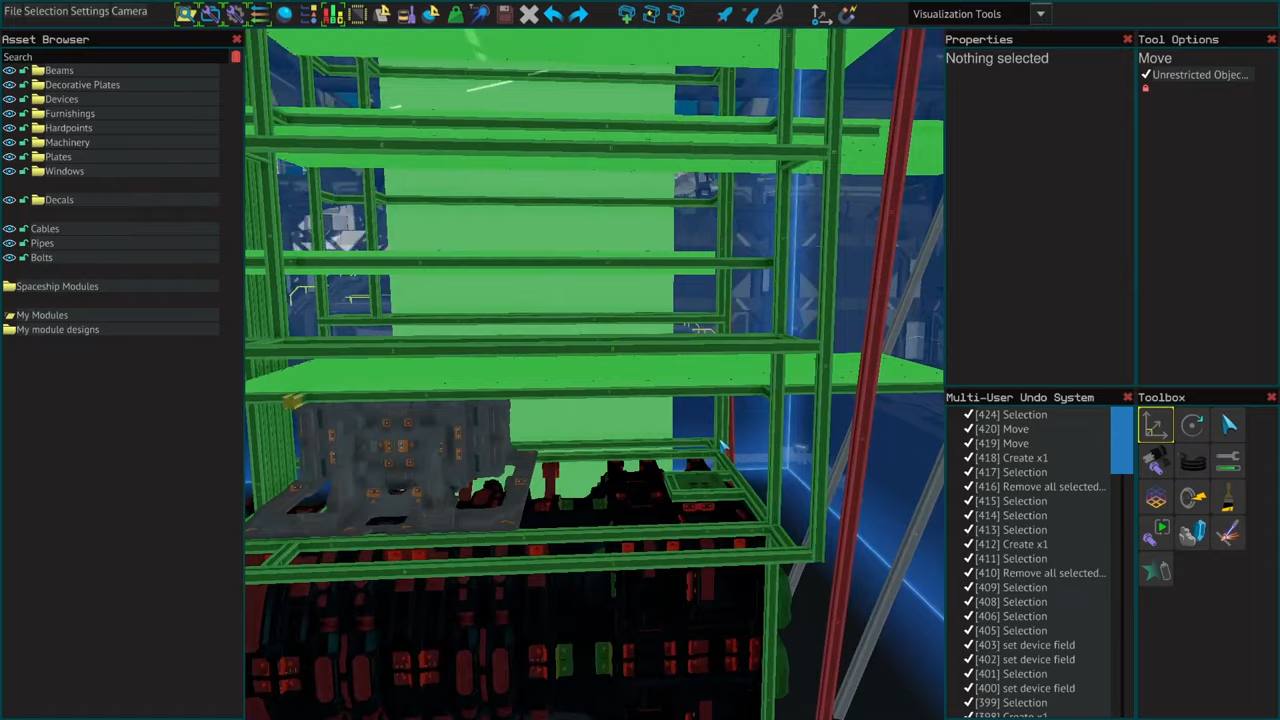 File Selection Settings Camera
Visualization Tools
Asset Browser
Search
Beams
Decorative Plates
Devices
Furnishings
Hardpoints
Machinery
Plates
Windows
Decals
Cables
Pipes
Bolts
Spaceship Modules
My Modules
My module designs
Properties
Nothing selected
Tool Options
Move
Unrestricted Objec...
Multi-User Undo System
[424] Selection
[420] Move
[419] Move
[418] Create x1
[417] Selection
[416] Remove all selected...
[415] Selection
[414] Selection
[413] Selection
[412] Create x1
[411] Selection
[410] Remove all selected...
[409] Selection
[408] Selection
[406] Selection
[405] Selection
[403] set device field
[402] set device field
[401] Selection
[400] set device field
[399] Selection
[398] Create x1
Toolbox